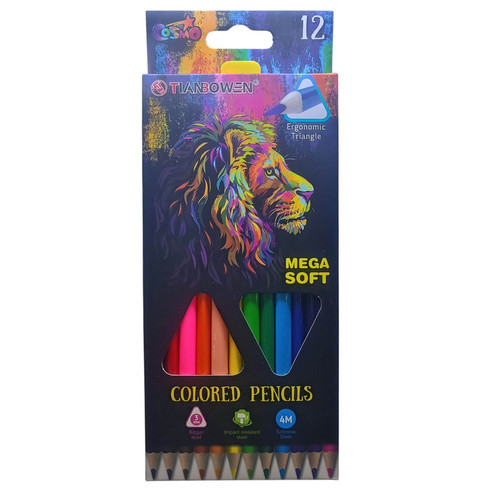 COSMO
12
TIANBOWEN®
Ergonomic
Triangle
MEGA
SOFT
COLORED PENCILS
3
4M